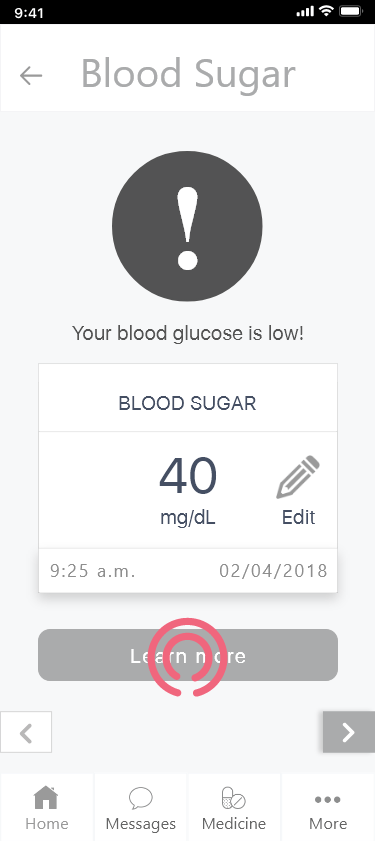 9:41
Blood Sugar
!
Your blood glucose is low!
BLOOD SUGAR
40
mg/dL
Edit
9:25 a.m. 02/04/2018
Learn more
Home Messages Medicine More